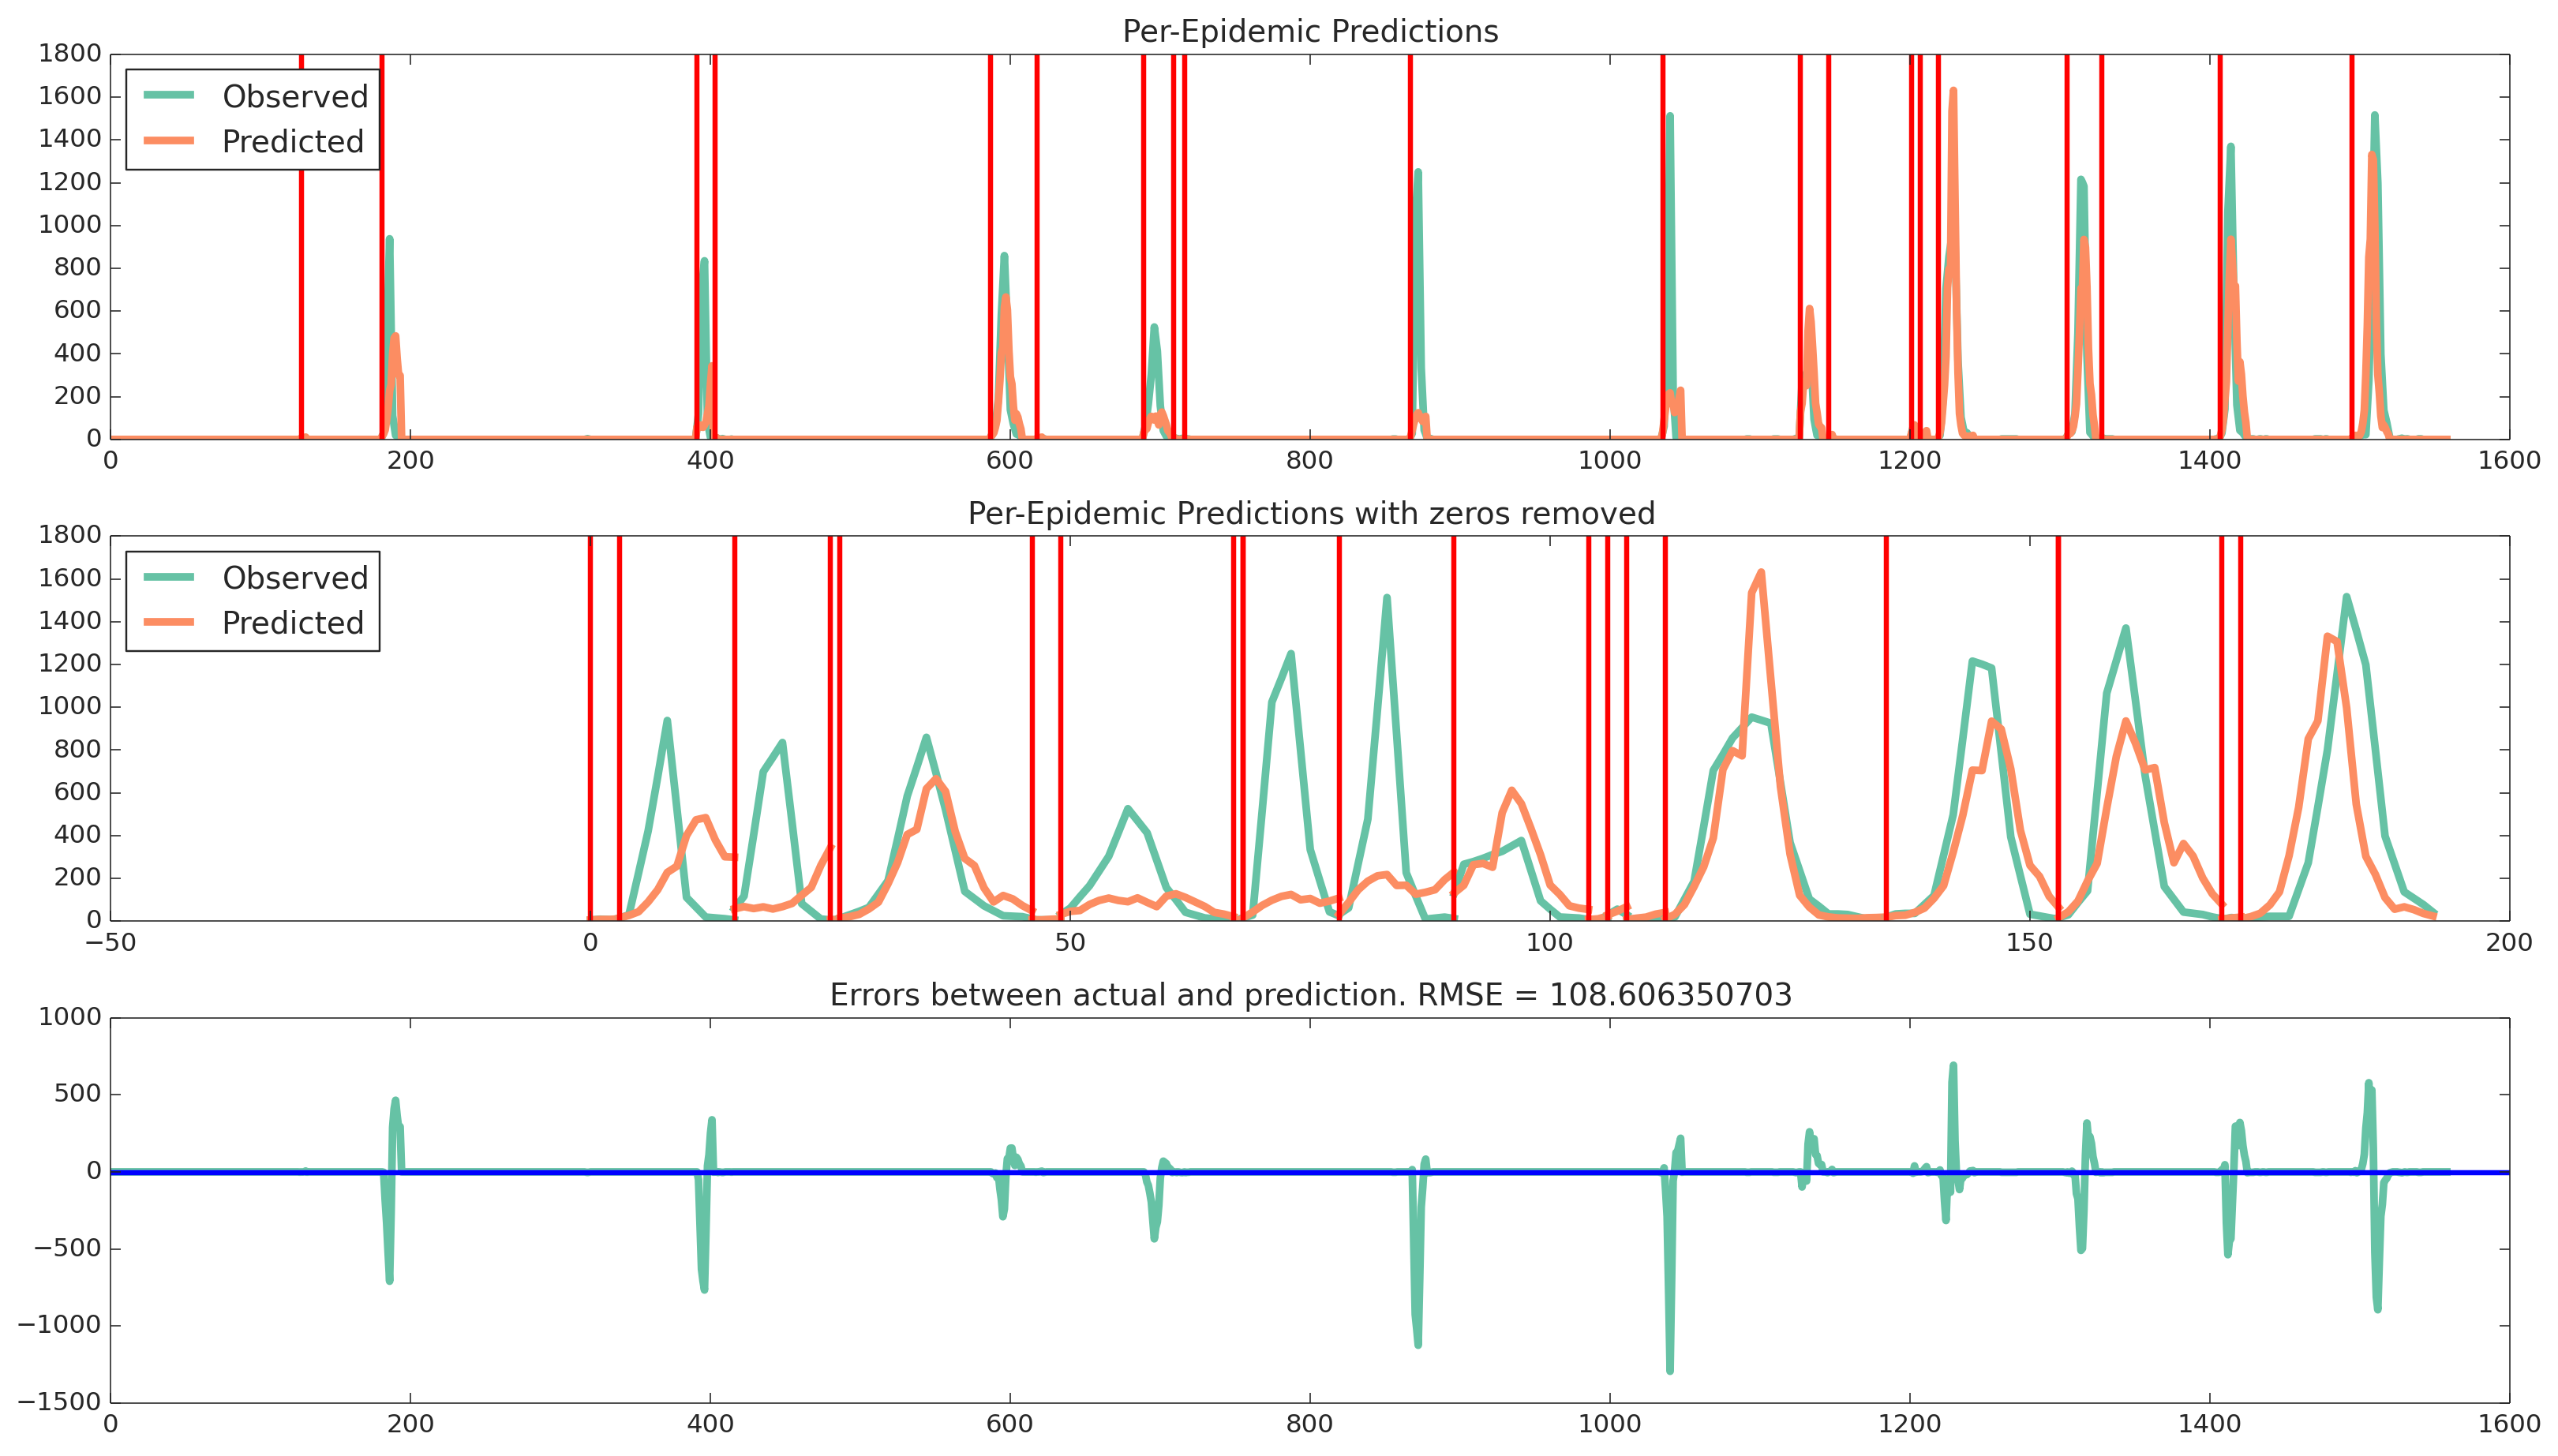 Per-Epidemic Predictions
1800
1600
1400
1200
1000
800
600
400
200
0
Observed
Predicted
0 200 400 600 800 1000 1200 1400 1600
Per-Epidemic Predictions with zeros removed
1800
1600
1400
1200
1000
800
600
400
200
0
Observed
Predicted
−50 0 50 100 150 200
Errors between actual and prediction. RMSE = 108.606350703
1000
500
0
−500
−1000
−1500
0 200 400 600 800 1000 1200 1400 1600